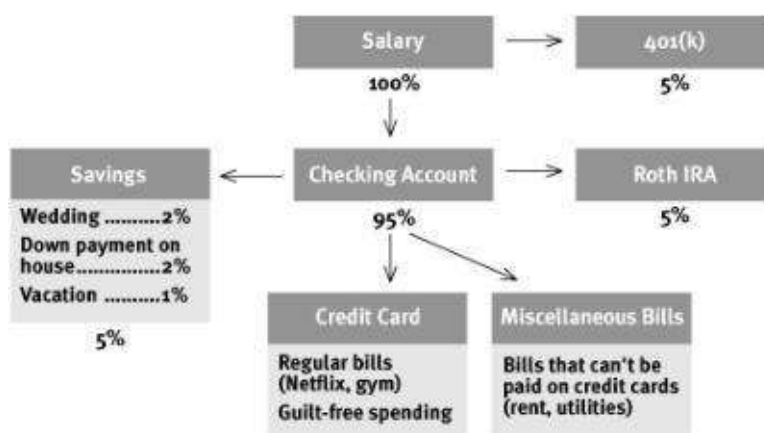 Salary
401(k)
100%
5%
Savings
Checking Account
Roth IRA
Wedding ..........2%
Down payment on
house..............2%
Vacation ..........1%
5%
95%
5%
Credit Card
Miscellaneous Bills
Regular bills
(Netflix, gym)
Guilt-free spending
Bills that can't be
paid on credit cards
(rent, utilities)